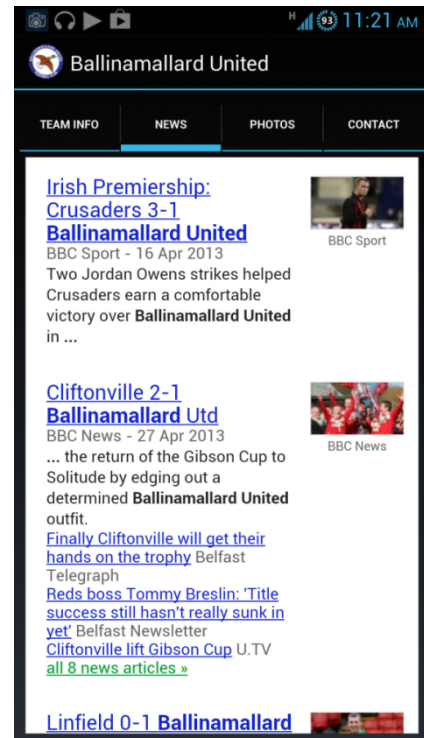 H 93 11:21 AM
Ballinamallard United
TEAM INFO NEWS PHOTOS CONTACT
Irish Premiership:
Crusaders 3-1
Ballinamallard United
BBC Sport - 16 Apr 2013
Two Jordan Owens strikes helped
Crusaders earn a comfortable
victory over Ballinamallard United
in ...
BBC Sport
Cliftonville 2-1
Ballinamallard Utd
BBC News - 27 Apr 2013
... the return of the Gibson Cup to
Solitude by edging out a
determined Ballinamallard United
outfit.
Finally Cliftonville will get their
hands on the trophy Belfast
Telegraph
Reds boss Tommy Breslin: 'Title
success still hasn't really sunk in
yet' Belfast Newsletter
Cliftonville lift Gibson Cup U.TV
all 8 news articles »
BBC News
Linfield 0-1 Ballinamallard